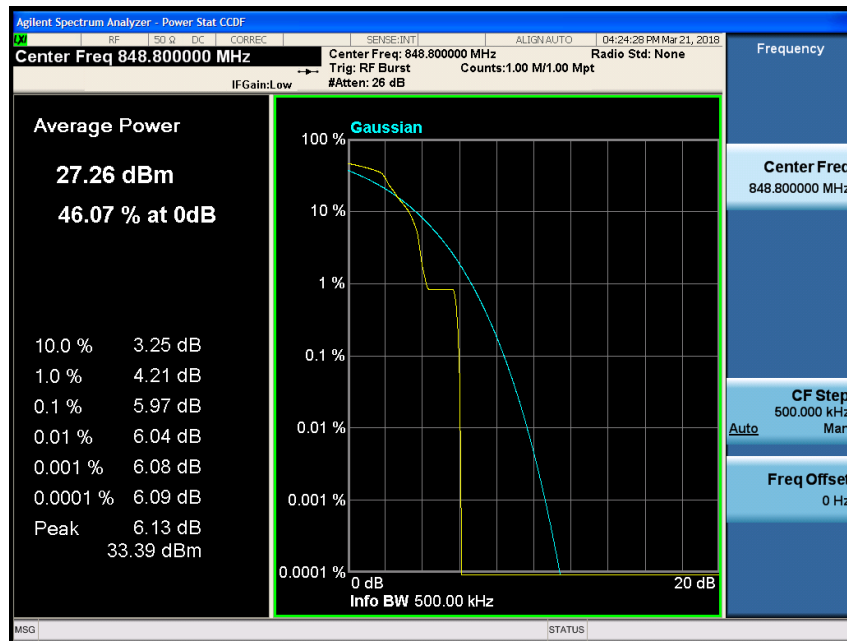 Agilent Spectrum Analyzer - Power Stat CCDF
LXI RF 50 Ω DC CORREC SENSE:INT ALIGN AUTO 04:24:28 PM Mar 21, 2018
Center Freq 848.800000 MHz
Center Freq: 848.800000 MHz Radio Std: None
Trig: RF Burst Counts:1.00 M/1.00 Mpt
IFGain:Low #Atten: 26 dB
Frequency
Average Power
27.26 dBm
46.07 % at 0dB
10.0 % 3.25 dB
1.0 % 4.21 dB
0.1 % 5.97 dB
0.01 % 6.04 dB
0.001 % 6.08 dB
0.0001 % 6.09 dB
Peak 6.13 dB
33.39 dBm
Gaussian
100 %
10 %
1 %
0.1 %
0.01 %
0.001 %
0.0001 %
0 dB 20 dB
Info BW 500.00 kHz
Center Freq
848.800000 MHz
CF Step
500.000 kHz
Auto Man
Freq Offset
0 Hz
MSG STATUS